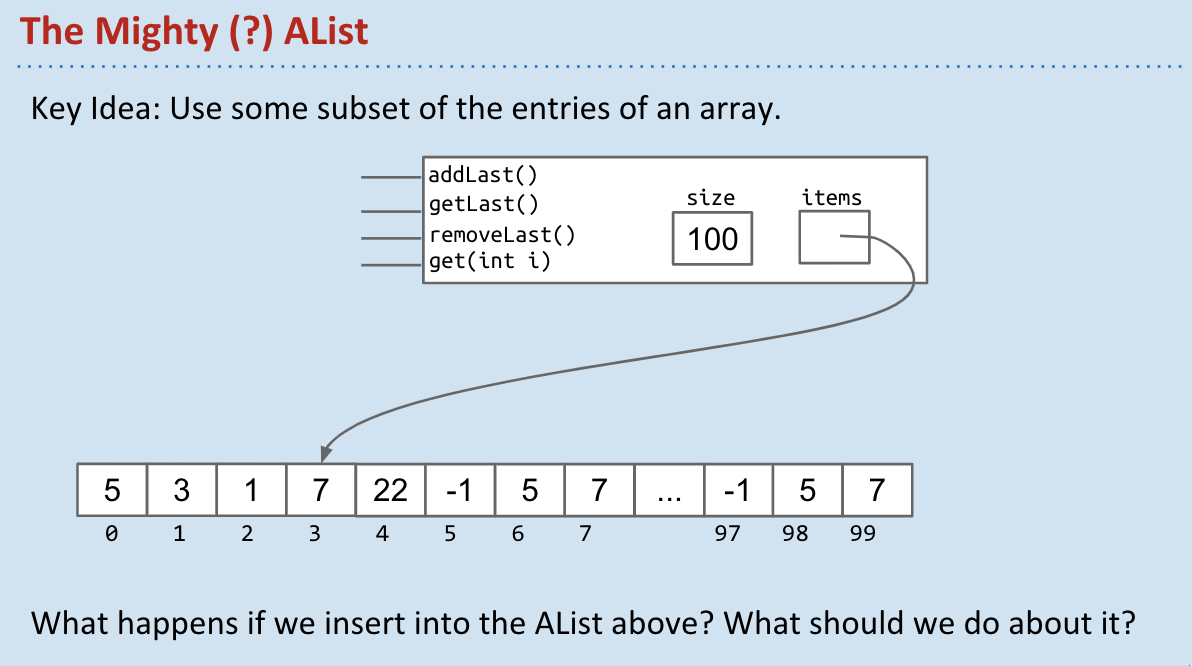 The Mighty (?) AList
Key Idea: Use some subset of the entries of an array.
addLast()
getLast()
removeLast()
get(int i)
size
100
items
5 3 1 7 22 -1 5 7 ... -1 5 7
0 1 2 3 4 5 6 7 97 98 99
What happens if we insert into the AList above? What should we do about it?